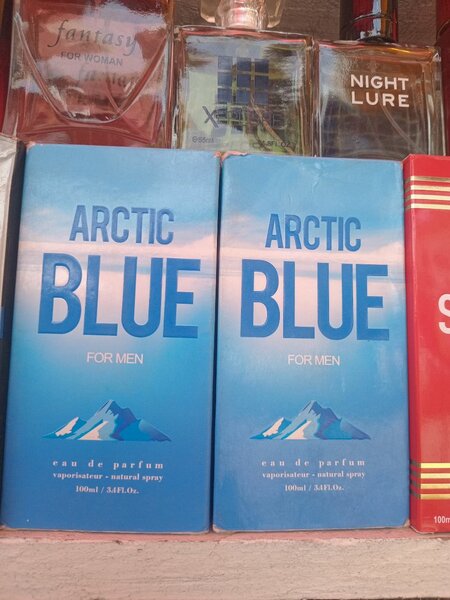 fantasy
FOR WOMAN
NIGHT
LURE
ARCTIC
BLUE
FOR MEN
eau de parfum
vaporisateur - natural spray
100ml / 3.4Fl.Oz.
ARCTIC
BLUE
FOR MEN
eau de parfum
vaporisateur - natural spray
100ml / 3.4Fl.Oz.
S
100m